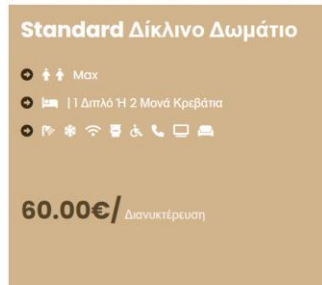 Standard Δίκλινο Δωμάτιο
Max
| 1 Διπλό Ή 2 Μονά Κρεβάτια
60.00€/ Διανυκτέρευση